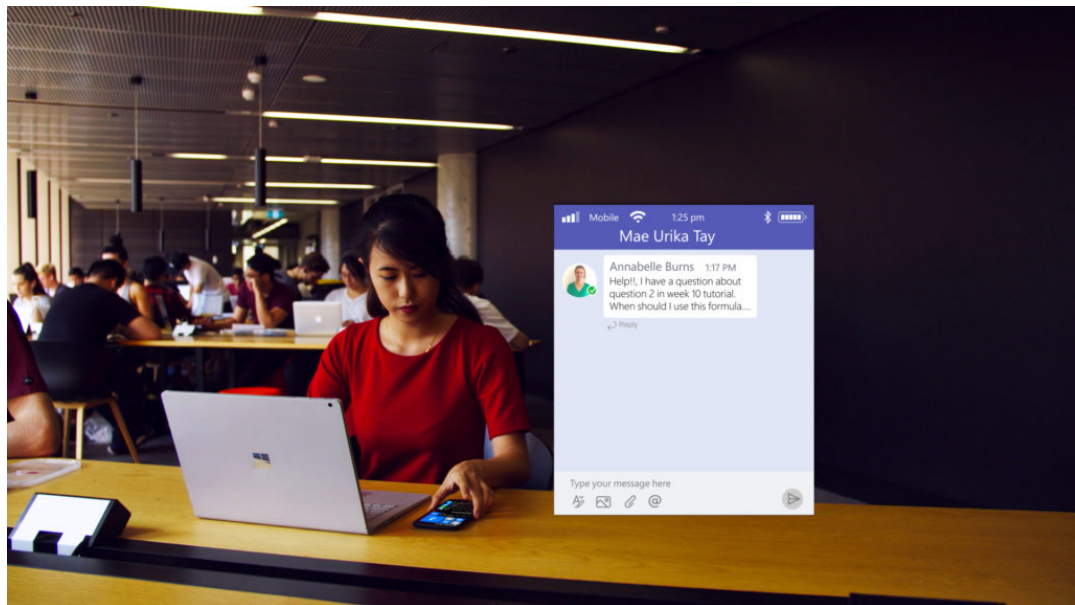 Mobile 1:25 pm
Mae Urika Tay
Annabelle Burns 1:17 PM
Help!!, I have a question about
question 2 in week 10 tutorial.
When should I use this formula....
Reply
Type your message here